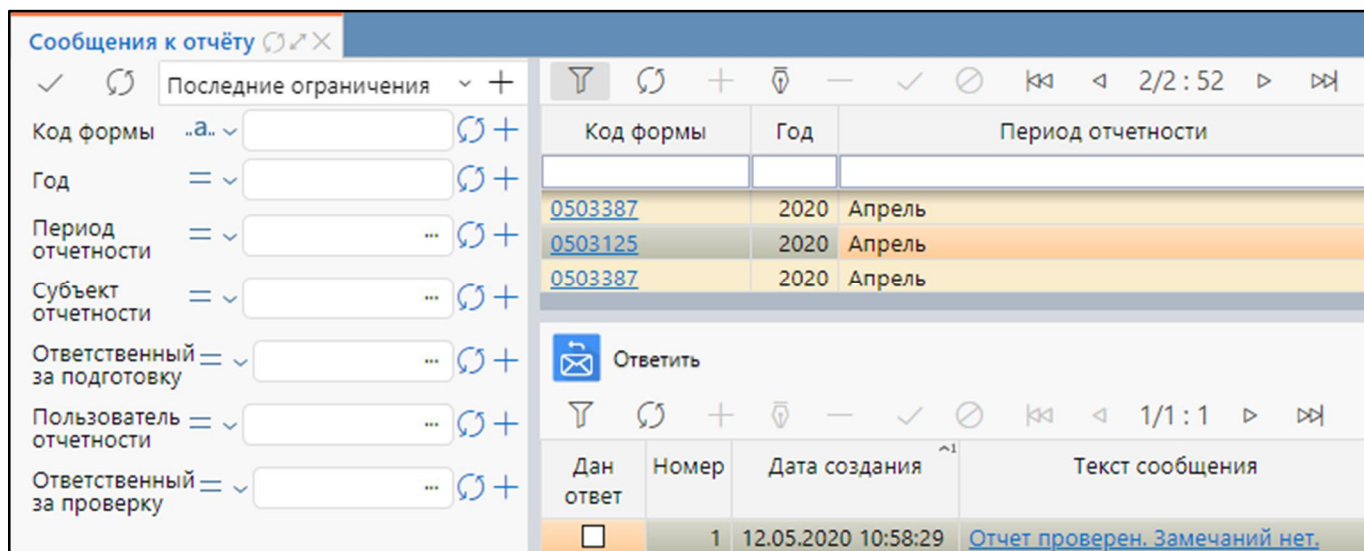 Сообщения к отчёту
Последние ограничения
Код формы ..a..
Год =
Период
отчетности =
Субъект
отчетности =
Ответственный
за подготовку =
Пользователь
отчетности =
Ответственный
за проверку =
2/2 : 52
Код формы Год Период отчетности
0503387 2020 Апрель
0503125 2020 Апрель
0503387 2020 Апрель
Ответить
1/1 : 1
Дан
ответ Номер Дата создания 1 Текст сообщения
1 12.05.2020 10:58:29 Отчет проверен. Замечаний нет.